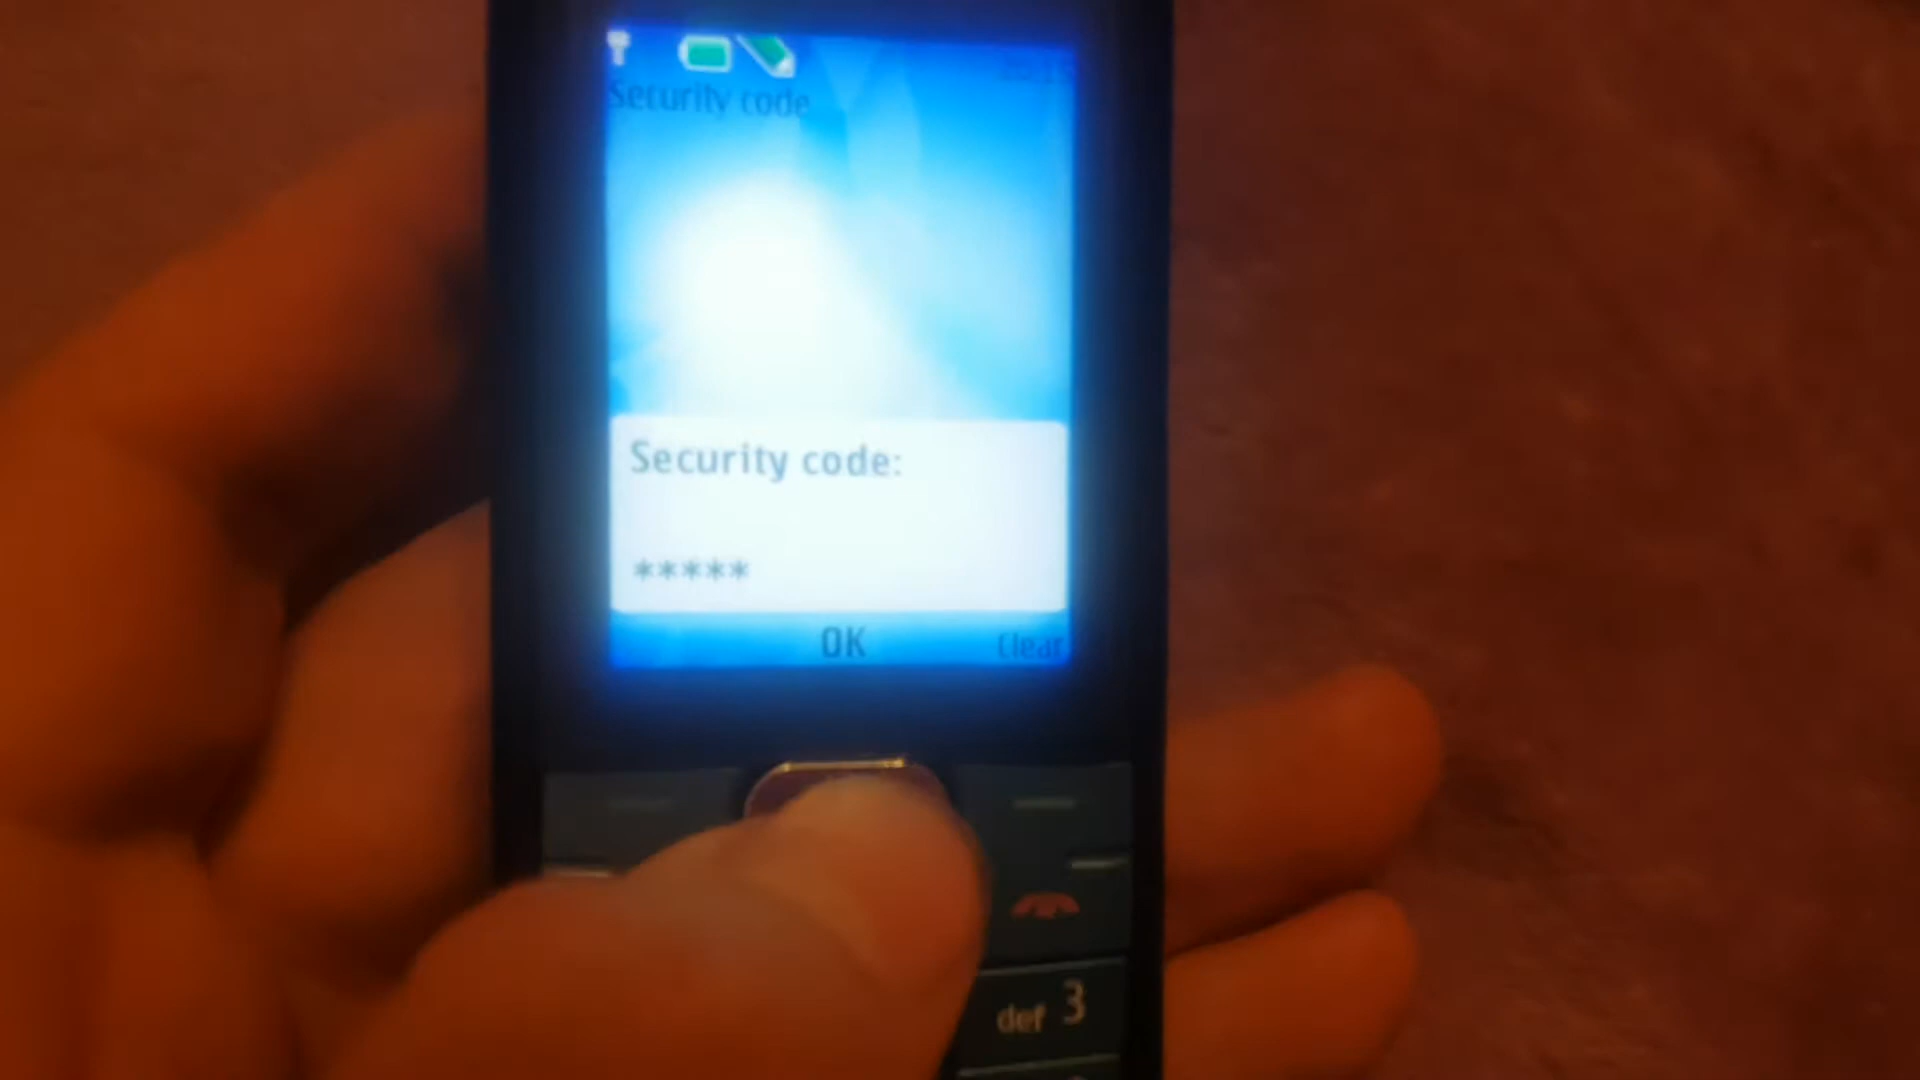 Security code
Security code:
*****
OK
Clear
def 3